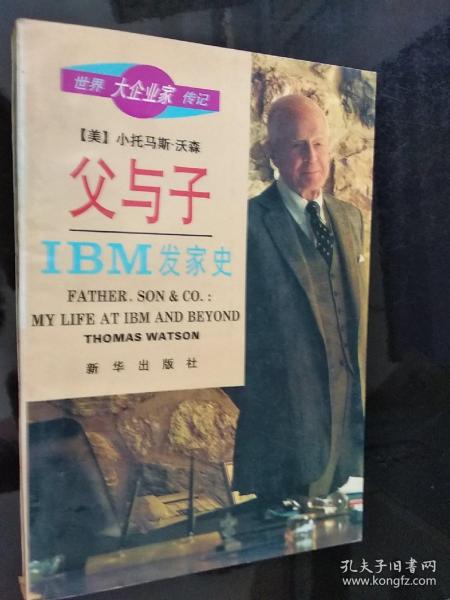 世界 大企业家 传记
【美】小托马斯·沃森
父与子
IBM发家史
FATHER. SON & CO. :
MY LIFE AT IBM AND BEYOND
THOMAS WATSON
新华出版社
孔夫子旧书网
www.kongfz.com